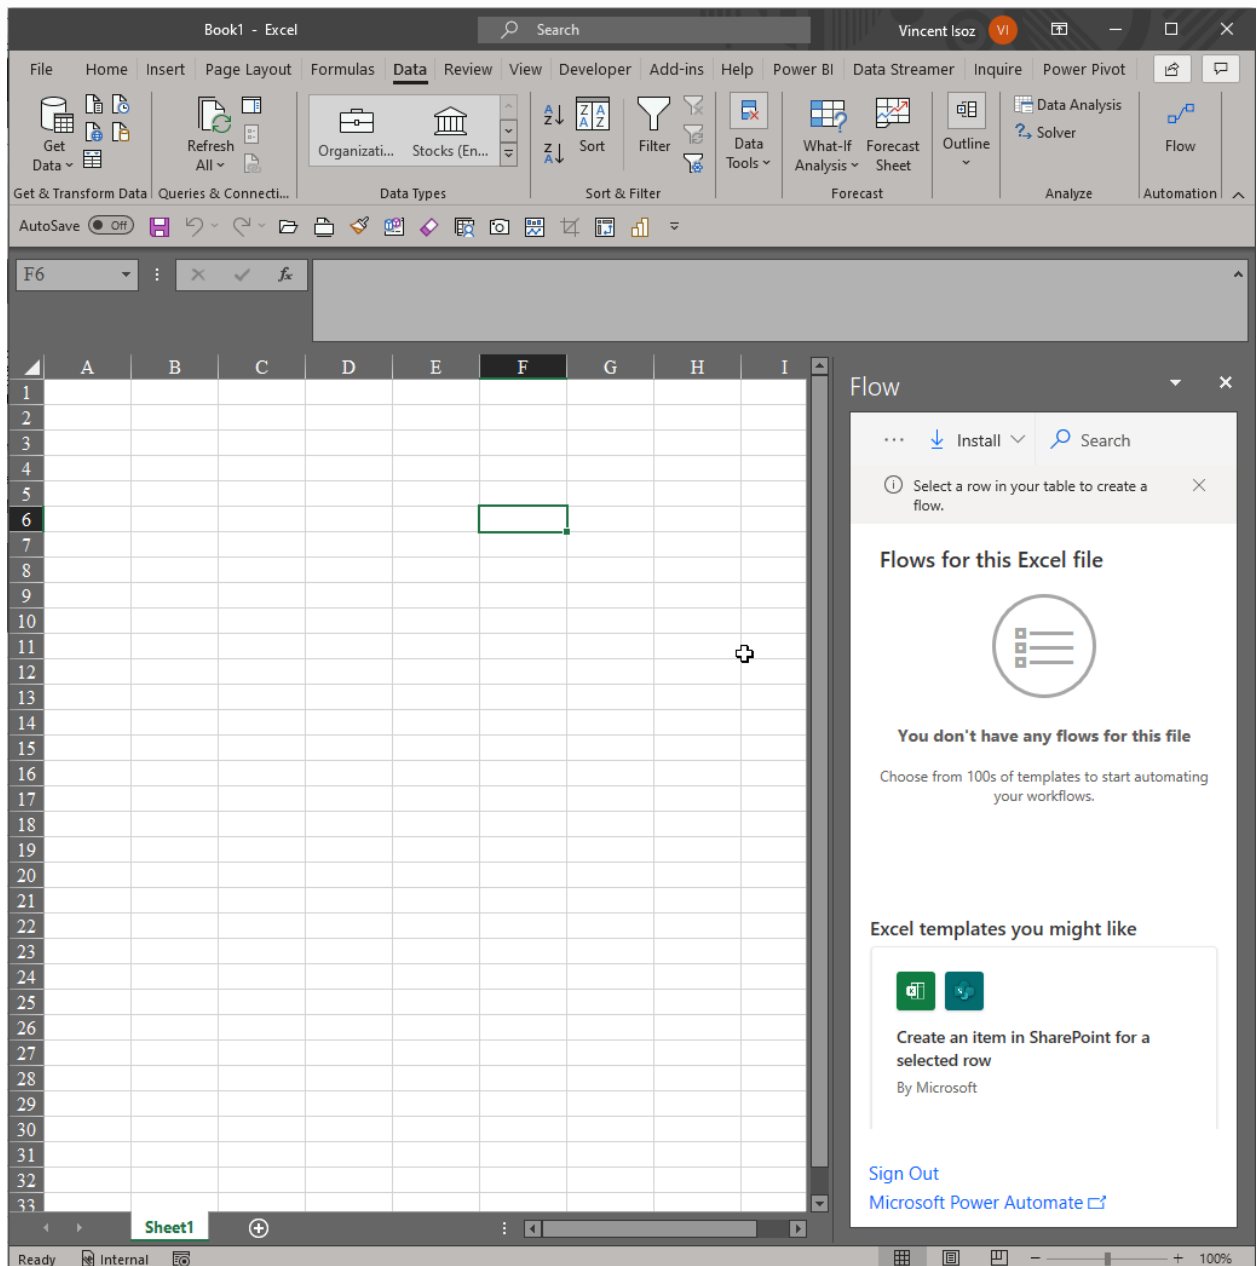 Book1 - Excel
Search
Vincent Isoz VI
File Home Insert Page Layout Formulas Data Review View Developer Add-ins Help Power BI Data Streamer Inquire Power Pivot
Get
Data
Refresh
All
Organizati...
Stocks (En...
Sort
Filter
Data
Tools
What-If
Analysis
Forecast
Sheet
Outline
Data Analysis
Solver
Flow
Get & Transform Data Queries & Connecti... Data Types Sort & Filter Forecast Analyze Automation
AutoSave Off
F6
fx
A B C D E F G H I
1
2
3
4
5
6
7
8
9
10
11
12
13
14
15
16
17
18
19
20
21
22
23
24
25
26
27
28
29
30
31
32
33
Flow
Install
Search
Select a row in your table to create a
flow.
Flows for this Excel file
You don't have any flows for this file
Choose from 100s of templates to start automating
your workflows.
Excel templates you might like
Create an item in SharePoint for a
selected row
By Microsoft
Sign Out
Microsoft Power Automate
Sheet1
Ready Internal 100%